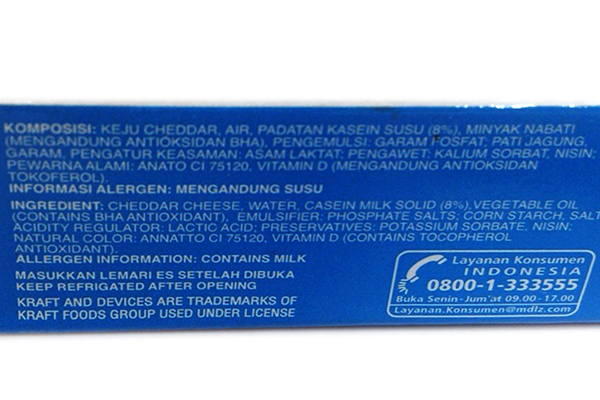 KOMPOSISI: KEJU CHEDDAR, AIR, PADATAN KASEIN SUSU (8%), MINYAK NABATI
(MENGANDUNG ANTIOKSIDAN BHA), PENGEMULSI: GARAM FOSFAT; PATI JAGUNG,
GARAM, PENGATUR KEASAMAN: ASAM LAKTAT; PENGAWET: KALIUM SORBAT, NISIN;
PEWARNA ALAMI: ANATO CI 75120, VITAMIN D (MENGANDUNG ANTIOKSIDAN
TOKOFEROL).
INFORMASI ALERGEN: MENGANDUNG SUSU
INGREDIENT: CHEDDAR CHEESE, WATER, CASEIN MILK SOLID (8%), VEGETABLE OIL
(CONTAINS BHA ANTIOXIDANT), EMULSIFIER: PHOSPHATE SALTS; CORN STARCH, SALT
ACIDITY REGULATOR: LACTIC ACID; PRESERVATIVES: POTASSIUM SORBATE, NISIN;
NATURAL COLOR: ANNATTO CI 75120, VITAMIN D (CONTAINS TOCOPHEROL
ANTIOXIDANT).
ALLERGEN INFORMATION: CONTAINS MILK
MASUKKAN LEMARI ES SETELAH DIBUKA
KEEP REFRIGATED AFTER OPENING
KRAFT AND DEVICES ARE TRADEMARKS OF
KRAFT FOODS GROUP USED UNDER LICENSE
Layanan Konsumen
INDONESIA
0800-1-333555
Buka Senin-Jum'at 09.00-17.00
Layanan.Konsumen@mdlz.com